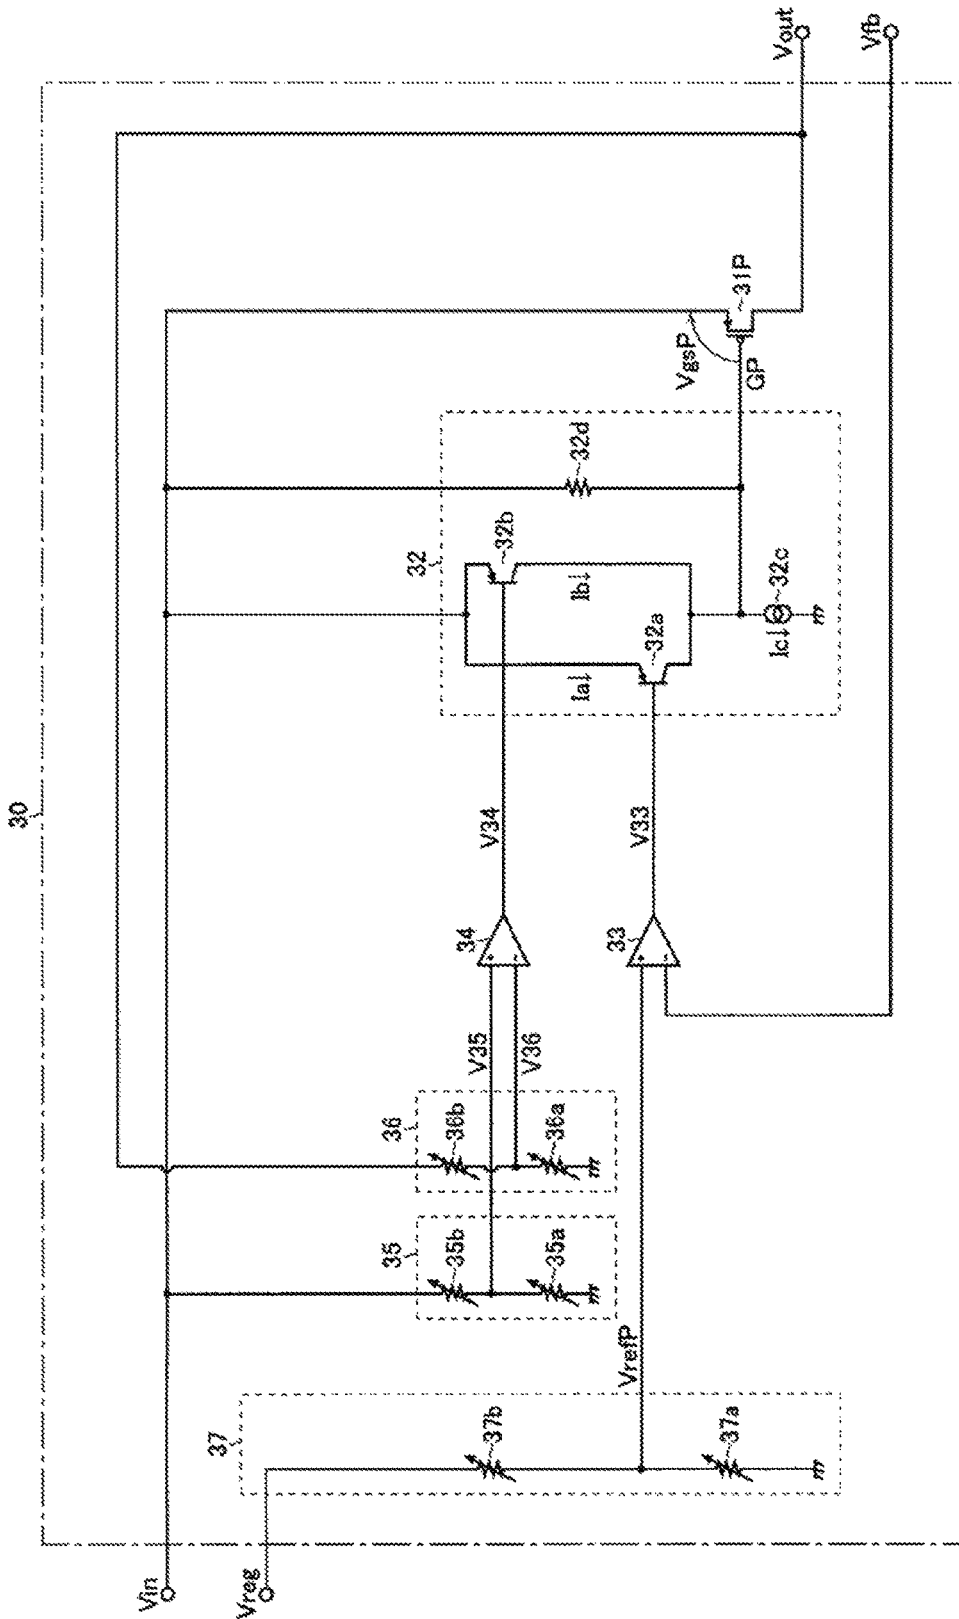 30
Vin
Vreg
Vout
Vfb
37
37b
37a
VrefP
35
35b
35a
36
36b
36a
V35
V36
34
33
V34
V33
32
32b
32a
Ia↓
Ib↓
32d
Ic↓
32c
VgsP
GP
31P
+
-
+
-